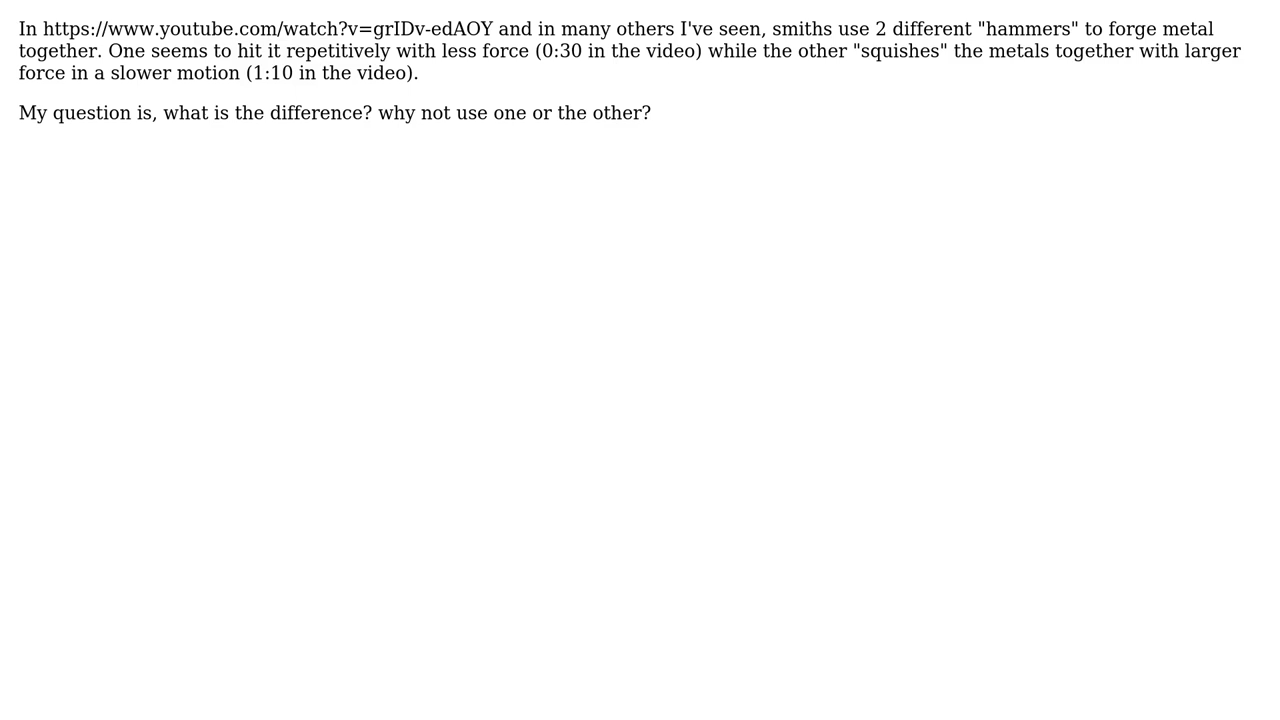 In https://www.youtube.com/watch?v=grIDv-edAOY and in many others I've seen, smiths use 2 different "hammers" to forge metal
together. One seems to hit it repetitively with less force (0:30 in the video) while the other "squishes" the metals together with larger
force in a slower motion (1:10 in the video).
My question is, what is the difference? why not use one or the other?